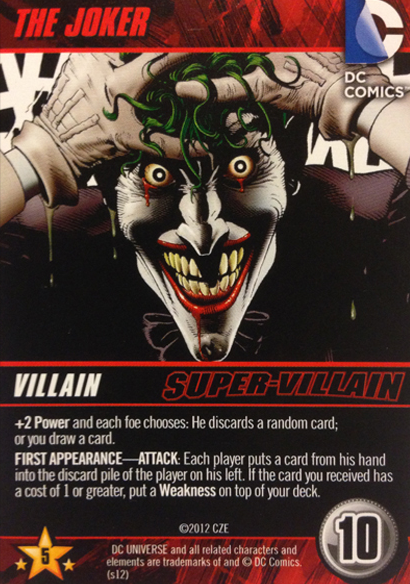 THE JOKER
DC
DC COMICS™
VILLAIN
SUPER-VILLAIN
+2 Power and each foe chooses: He discards a random card;
or you draw a card.
FIRST APPEARANCE—ATTACK: Each player puts a card from his hand
into the discard pile of the player on his left. If the card you received has
a cost of 1 or greater, put a Weakness on top of your deck.
©2012 CZE
5
DC UNIVERSE and all related characters and
elements are trademarks of and © DC Comics.
(s12)
10